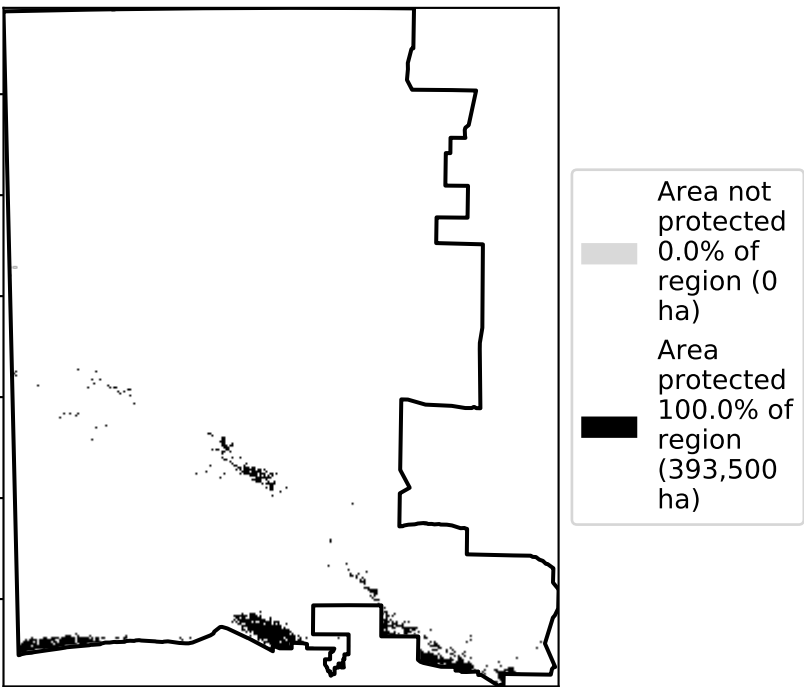 Area not
protected
0.0% of
region (0
ha)
Area
protected
100.0% of
region
(393,500
ha)